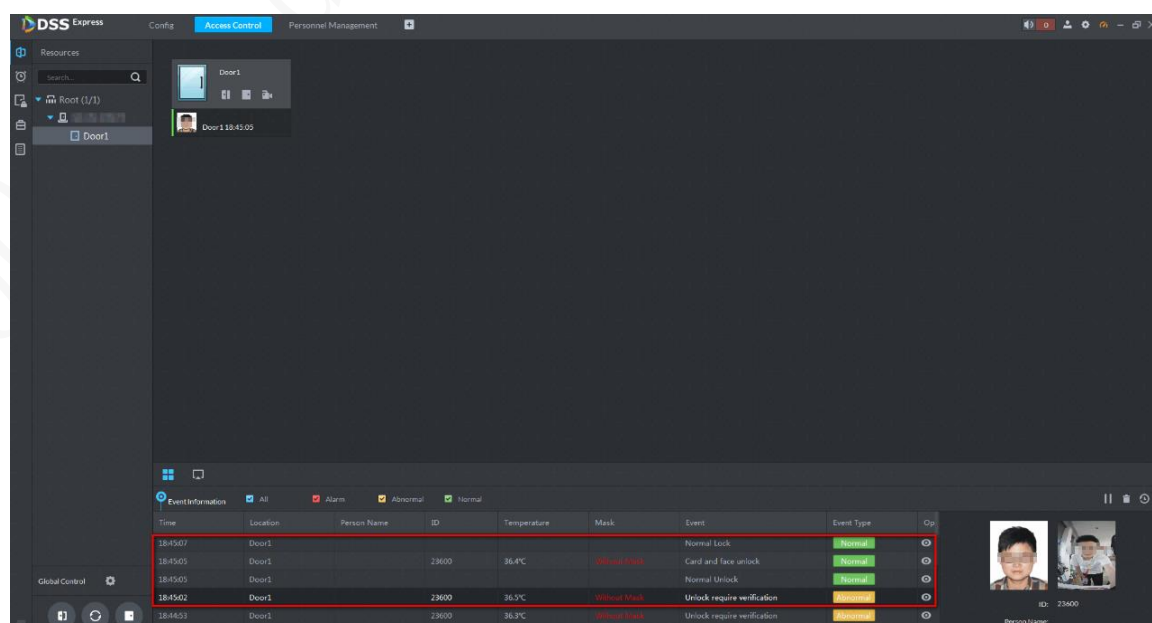 DSS Express Config Access Control Personnel Management 0
Resources
Search...
Root (1/1)
Door1
Door1
Door1 18:45:05
Event Information All Alarm Abnormal Normal
Time Location Person Name ID Temperature Mask Event Event Type Op
18:45:07 Door1 Normal Lock Normal
18:45:05 Door1 23600 36.4℃ Without Mask Card and face unlock Normal
18:45:05 Door1 Normal Unlock Normal
18:45:02 Door1 23600 36.5℃ Without Mask Unlock require verification Abnormal
18:44:53 Door1 23600 36.3℃ Without Mask Unlock require verification Abnormal
Global Control
ID: 23600
Person Name: